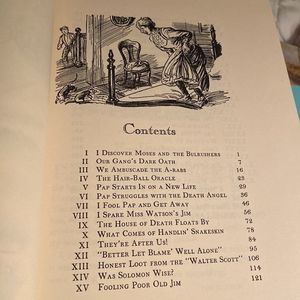 Contents
I I Discover Moses and the Bulrushers 1
II Our Gang's Dare Oath 7
III We Ambuscade the A-rabs 16
IV The Hair-Ball Oracle 23
V Pap Starts In on a New Life 29
VI Pap Struggles with the Death Angel 36
VII I Fool Pap and Get Away 45
VIII I Spare Miss Watson's Jim 56
IX The House of Death Floats By 72
X What Comes of Handlin' Snakeskin 78
XI They're After Us! 84
XII "Better Let Blame' Well Alone" 95
XIII Honest Loot from the "Walter Scott" 106
XIV Was Solomon Wise? 114
XV Fooling Poor Old Jim 121